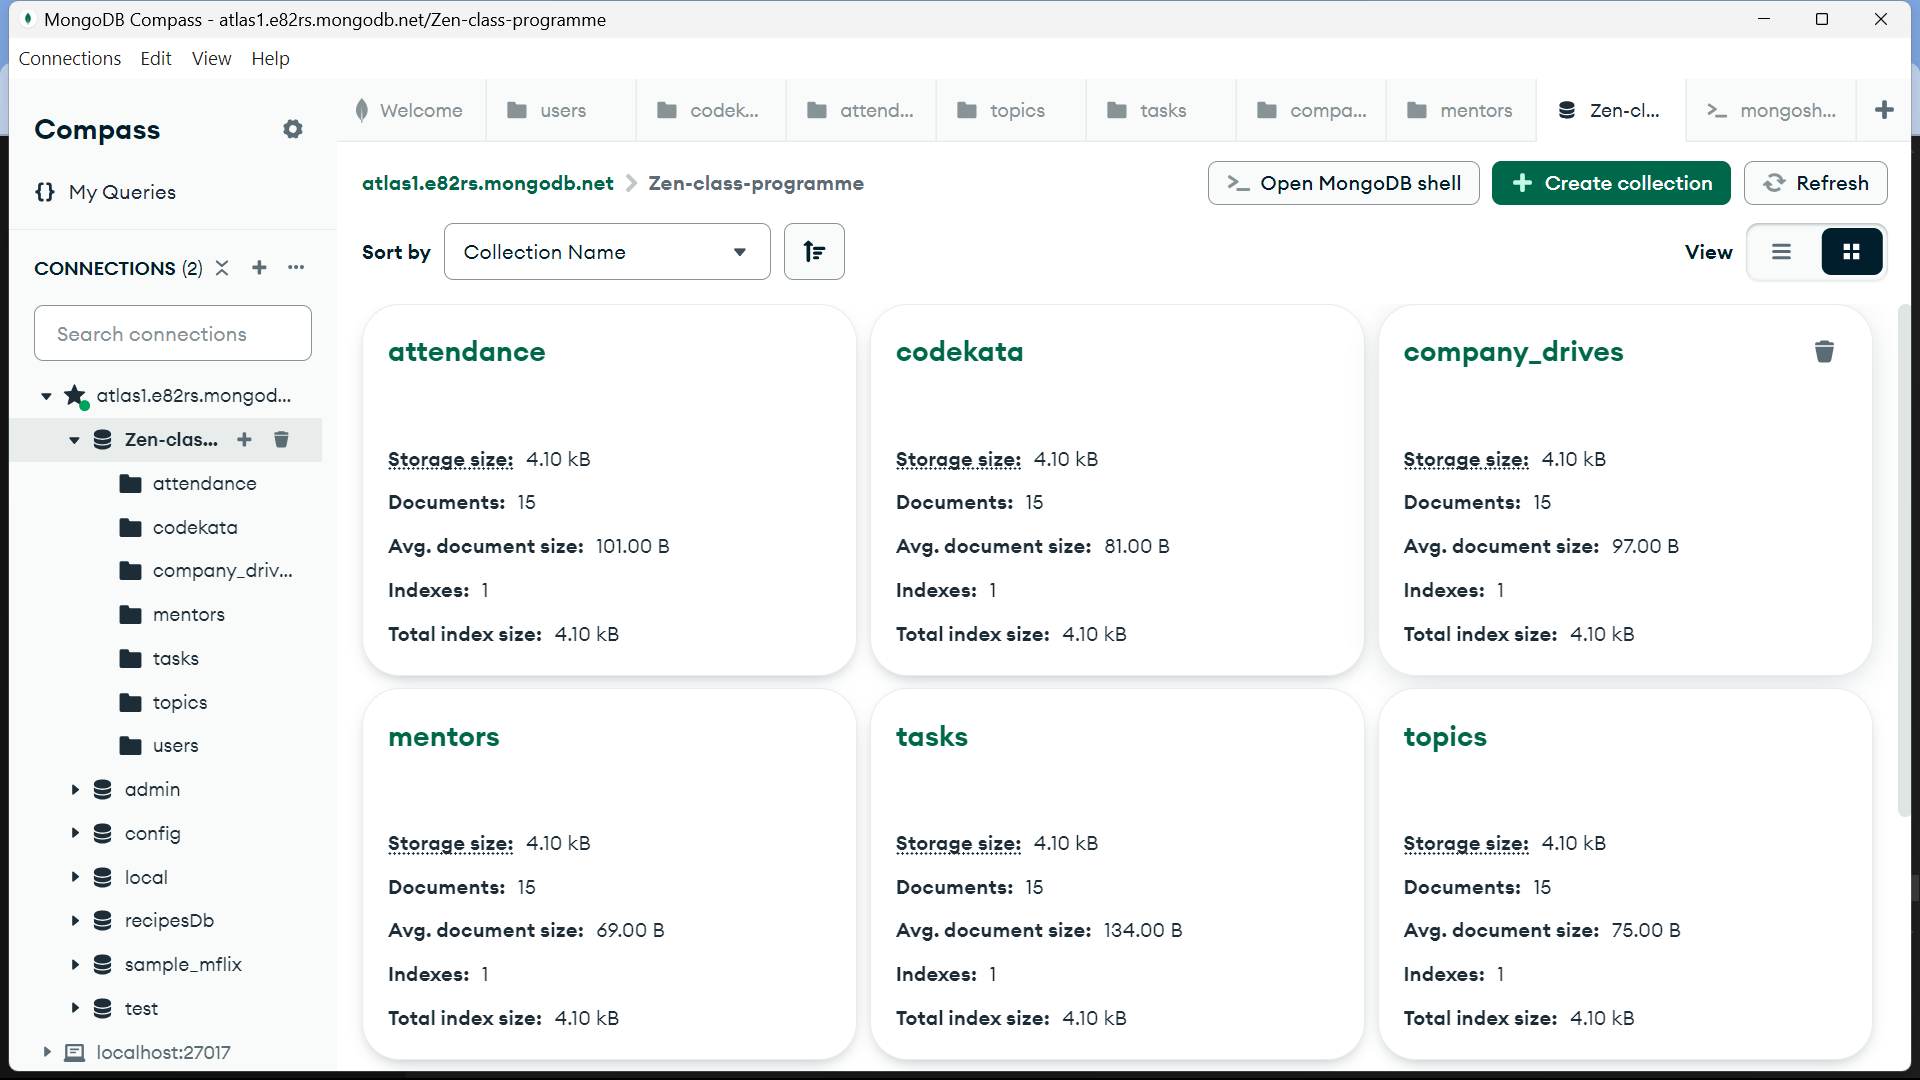 MongoDB Compass - atlas1.e82rs.mongodb.net/Zen-class-programme
Connections Edit View Help
Welcome users codek... attend... topics tasks compa... mentors Zen-cl... mongosh...
Compass
My Queries
CONNECTIONS (2)
Search connections
atlas1.e82rs.mongod...
Zen-clas...
attendance
codekata
company_driv...
mentors
tasks
topics
users
admin
config
local
recipesDb
sample_mflix
test
localhost:27017
atlas1.e82rs.mongodb.net Zen-class-programme
Open MongoDB shell Create collection Refresh
Sort by Collection Name View
attendance
Storage size: 4.10 kB
Documents: 15
Avg. document size: 101.00 B
Indexes: 1
Total index size: 4.10 kB
codekata
Storage size: 4.10 kB
Documents: 15
Avg. document size: 81.00 B
Indexes: 1
Total index size: 4.10 kB
company_drives
Storage size: 4.10 kB
Documents: 15
Avg. document size: 97.00 B
Indexes: 1
Total index size: 4.10 kB
mentors
Storage size: 4.10 kB
Documents: 15
Avg. document size: 69.00 B
Indexes: 1
Total index size: 4.10 kB
tasks
Storage size: 4.10 kB
Documents: 15
Avg. document size: 134.00 B
Indexes: 1
Total index size: 4.10 kB
topics
Storage size: 4.10 kB
Documents: 15
Avg. document size: 75.00 B
Indexes: 1
Total index size: 4.10 kB